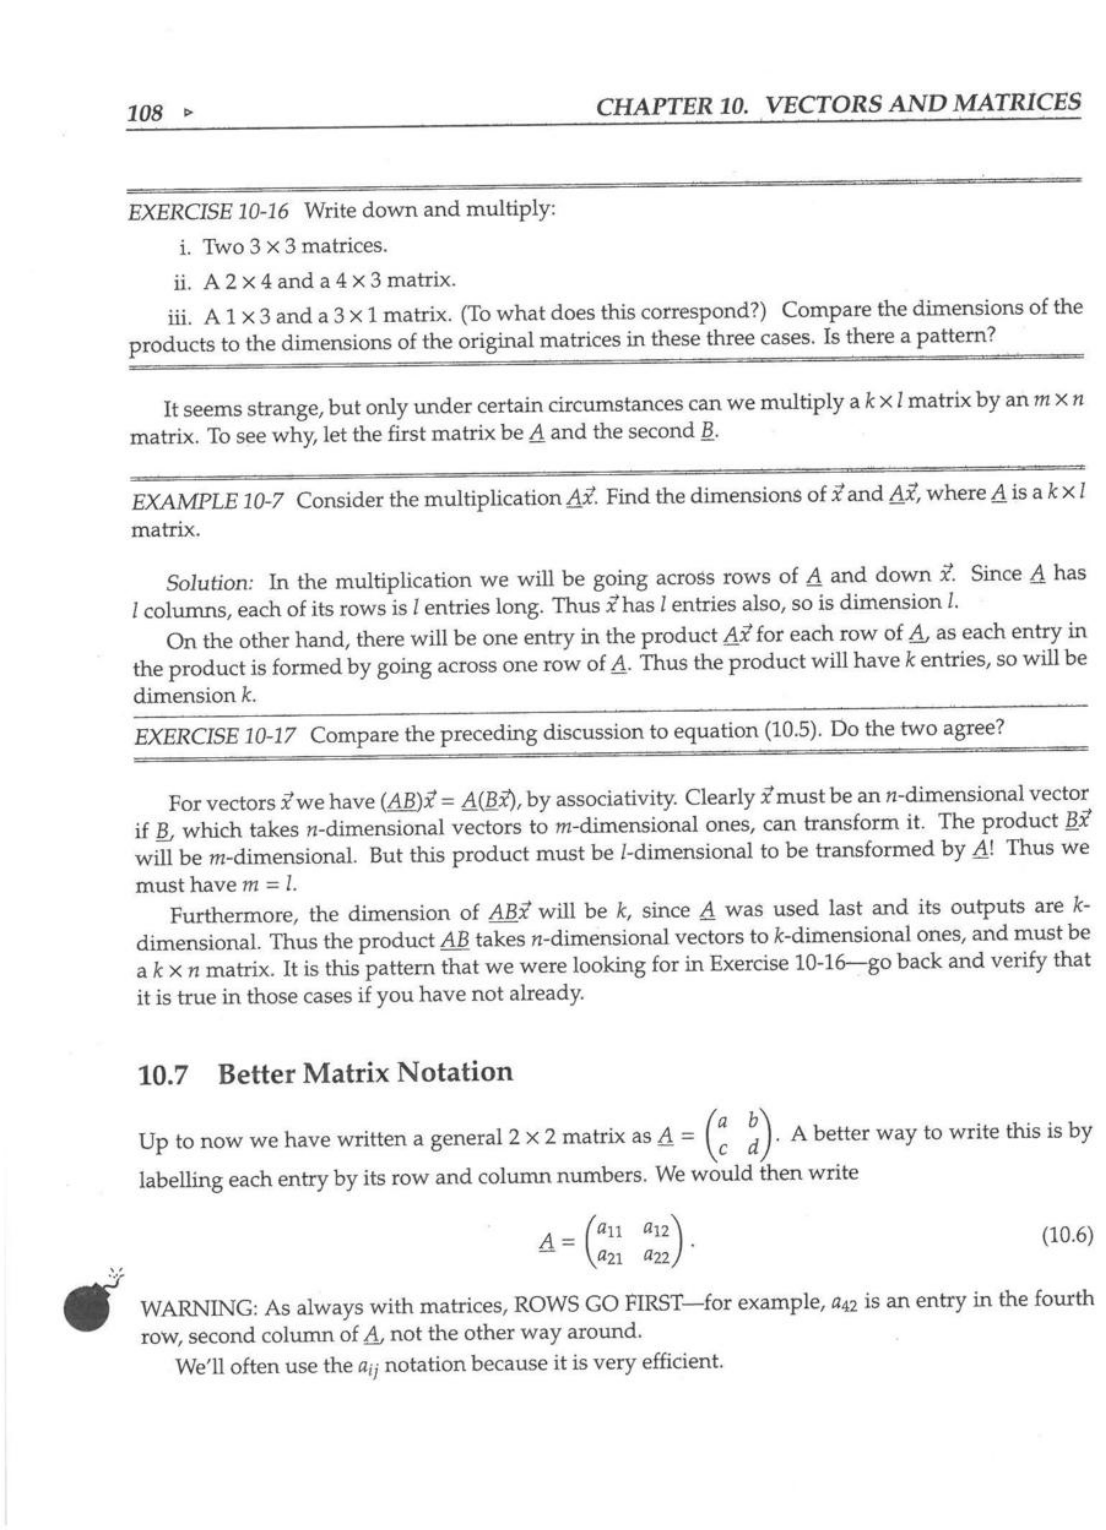 108 ▹ CHAPTER 10. VECTORS AND MATRICES
EXERCISE 10-16 Write down and multiply:
i. Two 3 × 3 matrices.
ii. A 2 × 4 and a 4 × 3 matrix.
iii. A 1 × 3 and a 3 × 1 matrix. (To what does this correspond?) Compare the dimensions of the
products to the dimensions of the original matrices in these three cases. Is there a pattern?
It seems strange, but only under certain circumstances can we multiply a k × l matrix by an m × n
matrix. To see why, let the first matrix be A̲ and the second B̲.
EXAMPLE 10-7 Consider the multiplication A̲x⃗. Find the dimensions of x⃗ and A̲x⃗, where A̲ is a k × l
matrix.
Solution: In the multiplication we will be going across rows of A̲ and down x⃗. Since A̲ has
l columns, each of its rows is l entries long. Thus x⃗ has l entries also, so is dimension l.
On the other hand, there will be one entry in the product A̲x⃗ for each row of A̲, as each entry in
the product is formed by going across one row of A̲. Thus the product will have k entries, so will be
dimension k.
EXERCISE 10-17 Compare the preceding discussion to equation (10.5). Do the two agree?
For vectors x⃗ we have (A̲B̲)x⃗ = A̲(B̲x⃗), by associativity. Clearly x⃗ must be an n-dimensional vector
if B̲, which takes n-dimensional vectors to m-dimensional ones, can transform it. The product B̲x⃗
will be m-dimensional. But this product must be l-dimensional to be transformed by A̲! Thus we
must have m = l.
Furthermore, the dimension of A̲B̲x⃗ will be k, since A̲ was used last and its outputs are k-
dimensional. Thus the product A̲B̲ takes n-dimensional vectors to k-dimensional ones, and must be
a k × n matrix. It is this pattern that we were looking for in Exercise 10-16—go back and verify that
it is true in those cases if you have not already.
10.7 Better Matrix Notation
Up to now we have written a general 2 × 2 matrix as A̲ = (a b; c d). A better way to write this is by
labelling each entry by its row and column numbers. We would then write
A̲ = (a₁₁ a₁₂; a₂₁ a₂₂). (10.6)
WARNING: As always with matrices, ROWS GO FIRST—for example, a₄₂ is an entry in the fourth
row, second column of A̲, not the other way around.
We'll often use the aᵢⱼ notation because it is very efficient.